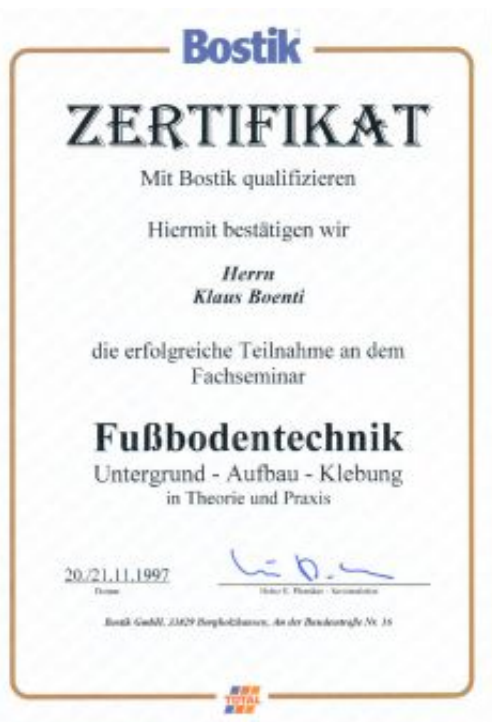 Bostik
ZERTIFIKAT
Mit Bostik qualifizieren
Hiermit bestätigen wir
Herrn
Klaus Boenti
die erfolgreiche Teilnahme an dem
Fachseminar
Fußbodentechnik
Untergrund - Aufbau - Klebung
in Theorie und Praxis
20./21.11.1997
Datum
Bostik GmbH, 33829 Borgholzhausen, An der Bundesstraße Nr. 16
TOTAL